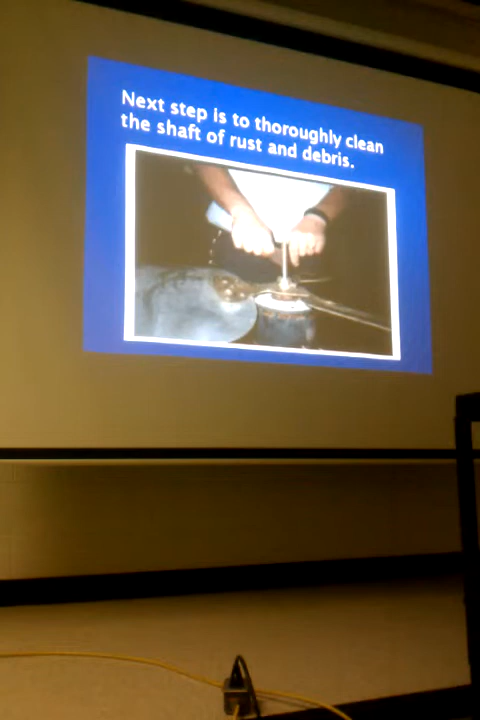 Next step is to thoroughly clean
the shaft of rust and debris.